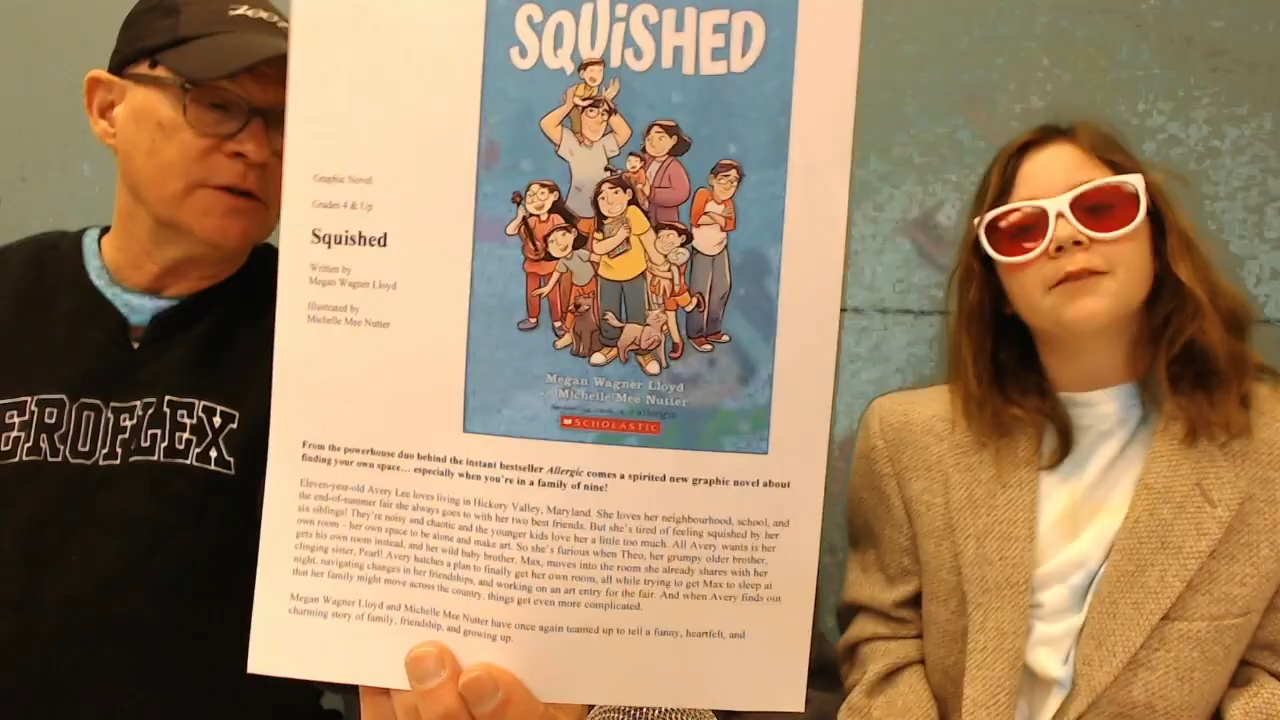 ZOO
EROFLEX
SQUiSHED
Graphic Novel
Grades 4 & Up
Squished
Written by
Megan Wagner Lloyd
Illustrated by
Michelle Mee Nutter
Megan Wagner Lloyd
Michelle Mee Nutter
SCHOLASTIC
From the powerhouse duo behind the instant bestseller Allergic comes a spirited new graphic novel about
finding your own space... especially when you're in a family of nine!
Eleven-year-old Avery Lee loves living in Hickory Valley, Maryland. She loves her neighbourhood, school, and
the end-of-summer fair she always goes to with her two best friends. But she's tired of feeling squished by her
six siblings! They're noisy and chaotic and the younger kids love her a little too much. All Avery wants is her
own room – her own space to be alone and make art. So she's furious when Theo, her grumpy older brother,
gets his own room instead, and her wild baby brother, Max, moves into the room she already shares with her
clinging sister, Pearl! Avery hatches a plan to finally get her own room, all while trying to get Max to sleep at
night, navigating changes in her friendships, and working on an art entry for the fair. And when Avery finds out
that her family might move across the country, things get even more complicated.
Megan Wagner Lloyd and Michelle Mee Nutter have once again teamed up to tell a funny, heartfelt, and
charming story of family, friendship, and growing up.